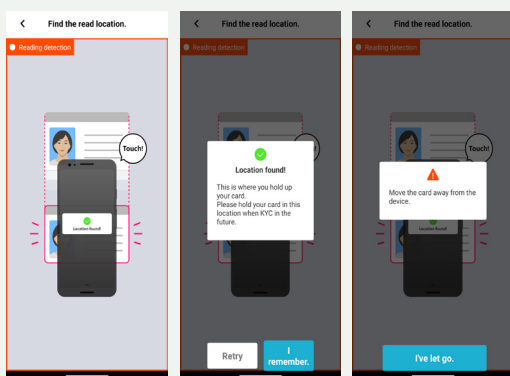 Find the read location.
Reading detection
Touch!
Location found!
Find the read location.
Reading detection
Location found!
This is where you hold up
your card.
Please hold your card in this
location when KYC in the
future.
Retry
I
remember.
Find the read location.
Reading detection
Touch!
Move the card away from the
device.
Location found!
I've let go.